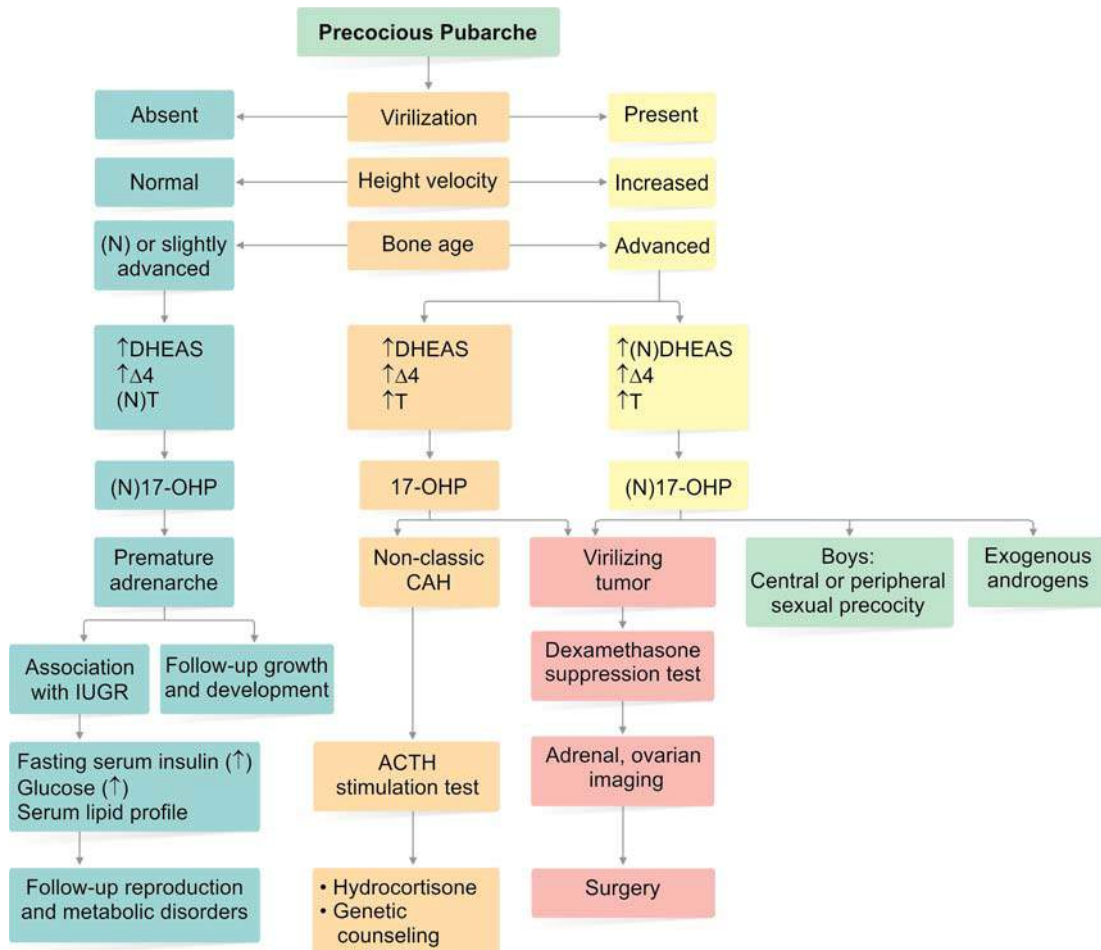 Precocious Pubarche
Absent
Virilization
Present
Normal
Height velocity
Increased
(N) or slightly
advanced
Bone age
Advanced
↑DHEAS
↑Δ4
(N)T
↑DHEAS
↑Δ4
↑T
↑(N)DHEAS
↑Δ4
↑T
(N)17-OHP
17-OHP
(N)17-OHP
Premature
adrenarche
Non-classic
CAH
Virilizing
tumor
Boys:
Central or peripheral
sexual precocity
Exogenous
androgens
Association
with IUGR
Follow-up growth
and development
Dexamethasone
suppression test
Fasting serum insulin (↑)
Glucose (↑)
Serum lipid profile
ACTH
stimulation test
Adrenal, ovarian
imaging
Follow-up reproduction
and metabolic disorders
• Hydrocortisone
• Genetic
counseling
Surgery